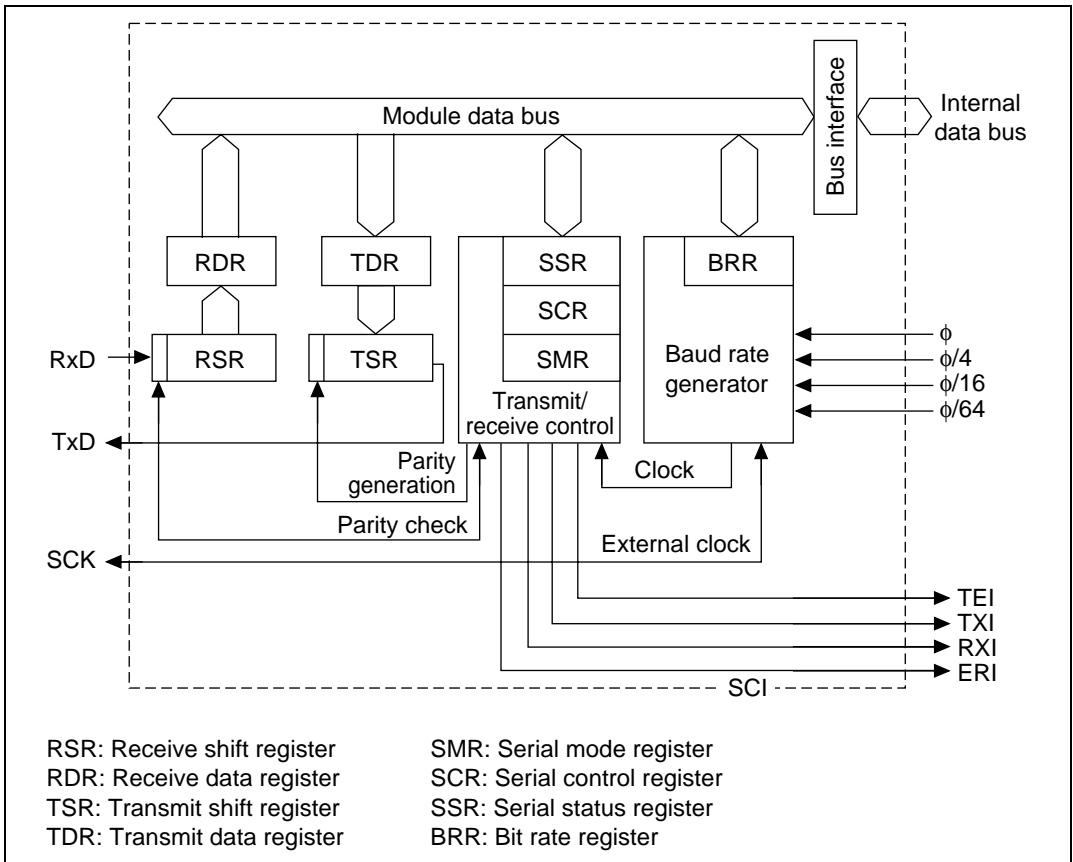 Module data bus
Bus interface
Internal
data bus
RDR
TDR
SSR
BRR
SCR
RxD
RSR
TSR
SMR
Baud rate
generator
ϕ
ϕ/4
ϕ/16
ϕ/64
Transmit/
receive control
TxD
Parity
generation
Clock
Parity check
SCK
External clock
TEI
TXI
RXI
ERI
SCI
RSR: Receive shift register
RDR: Receive data register
TSR: Transmit shift register
TDR: Transmit data register
SMR: Serial mode register
SCR: Serial control register
SSR: Serial status register
BRR: Bit rate register